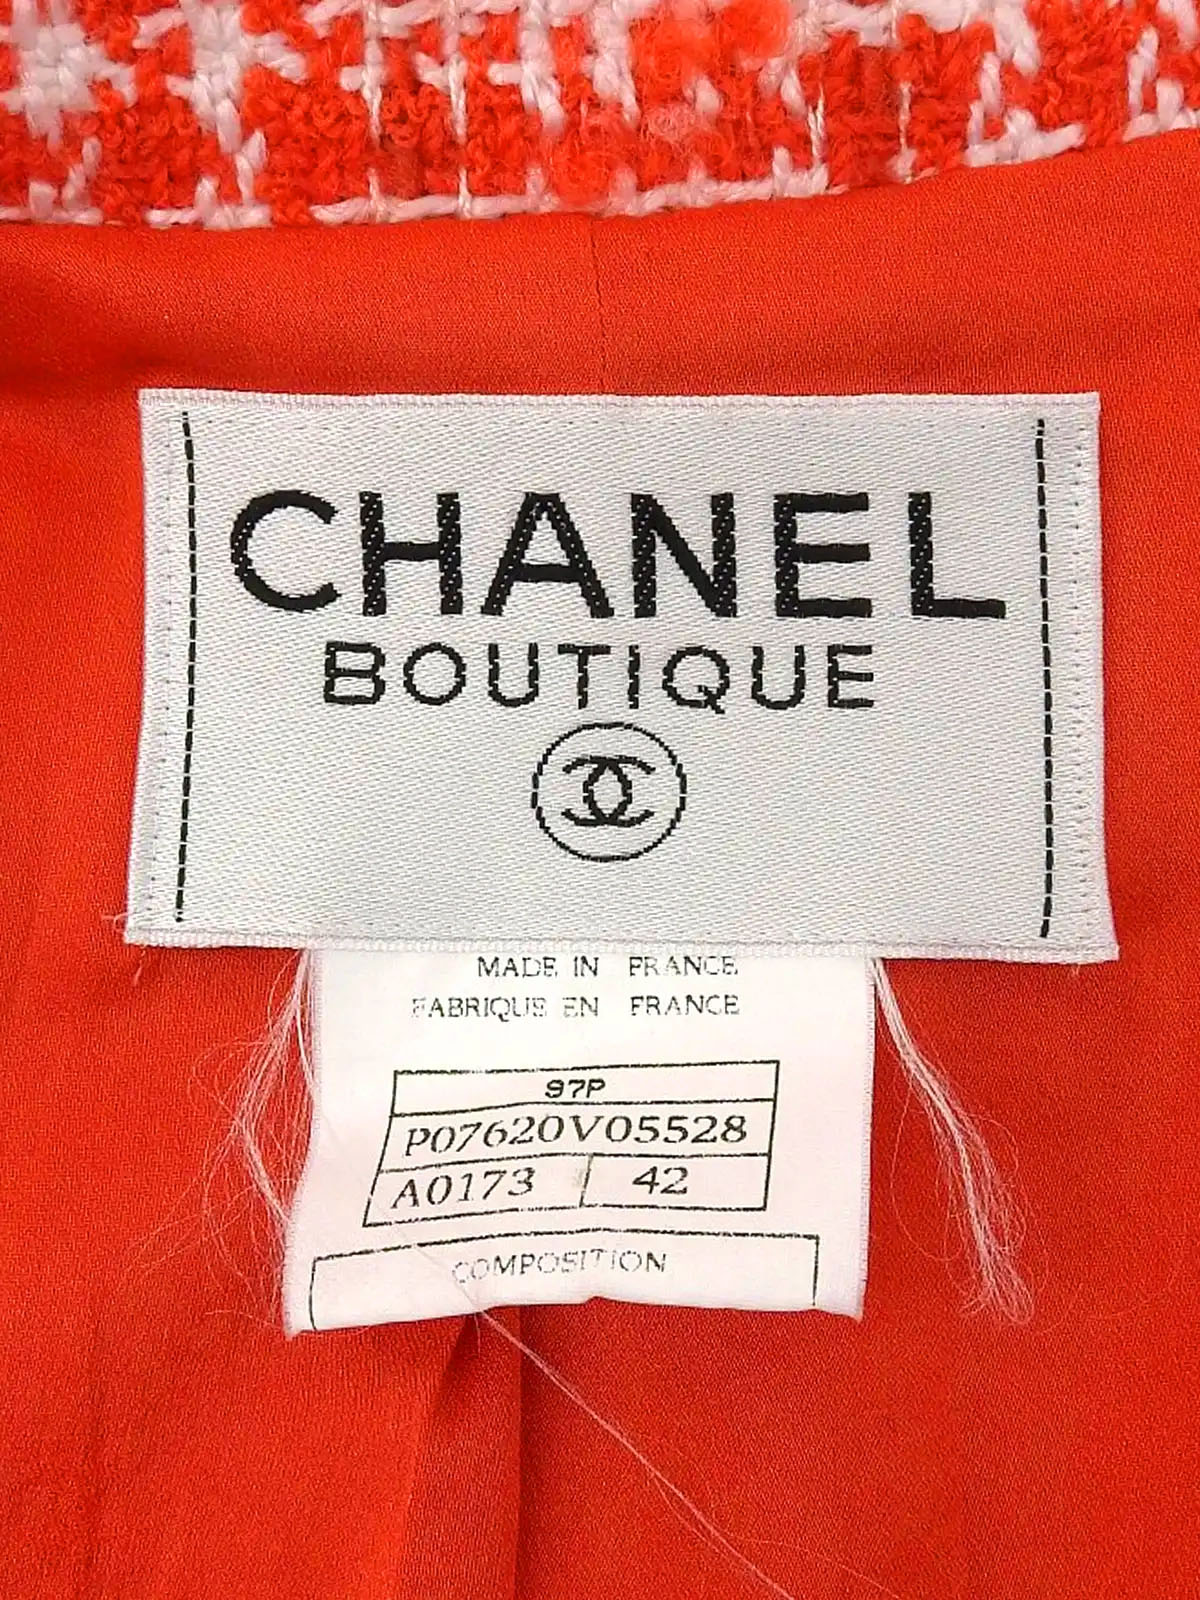 CHANEL
BOUTIQUE
MADE IN FRANCE
FABRIQUE EN FRANCE
97P
P07620V05528
A0173 42
COMPOSITION